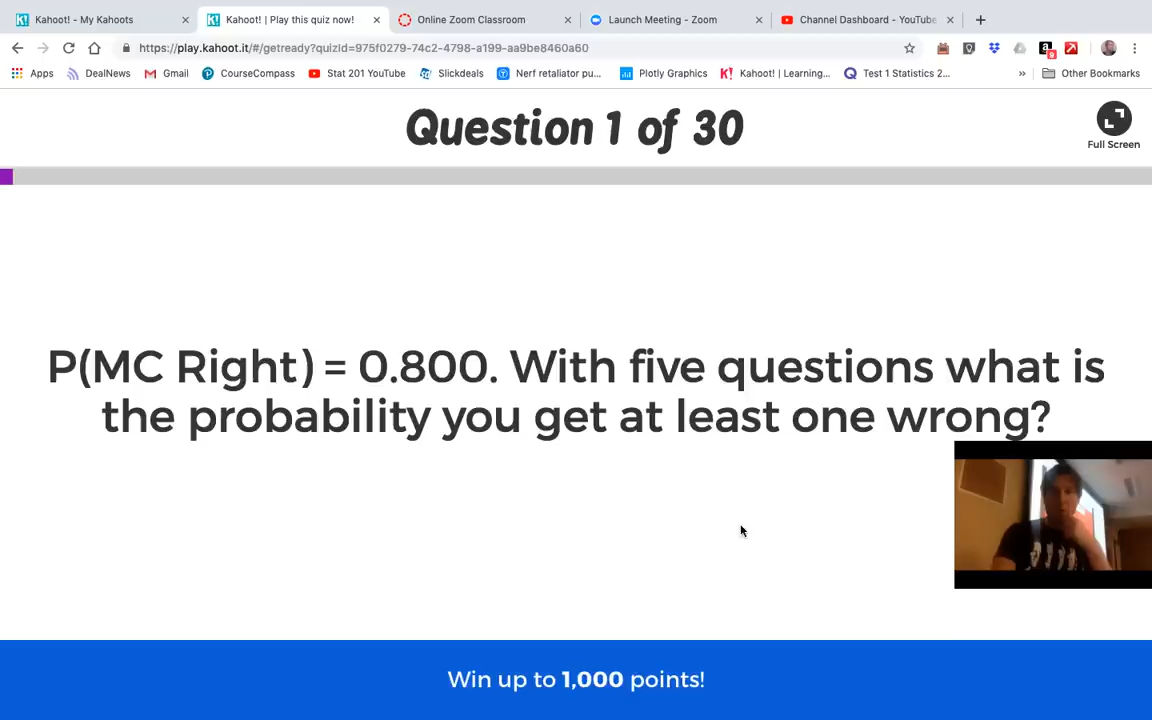 Kahoot! - My Kahoots
Kahoot! | Play this quiz now!
Online Zoom Classroom
Launch Meeting - Zoom
Channel Dashboard - YouTube
https://play.kahoot.it/#/getready?quizId=975f0279-74c2-4798-a199-aa9be8460a60
Apps
DealNews
Gmail
CourseCompass
Stat 201 YouTube
Slickdeals
Nerf retaliator pu...
Plotly Graphics
Kahoot! | Learning...
Test 1 Statistics 2...
»
Other Bookmarks
Question 1 of 30
Full Screen
P(MC Right) = 0.800. With five questions what is
the probability you get at least one wrong?
Win up to 1,000 points!